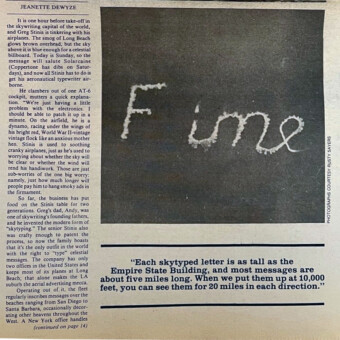 JEANETTE DEWYZE
It is one hour before take-off in
the skywriting capital of the world,
and Greg Stinis is tinkering with his
airplanes. The smog of Long Beach
glows brown overhead, but the sky
above it is blue enough for a celestial
billboard. Today is Sunday, so the
message will salute Solarcaine
(Coppertone has dibs on Satur-
days), and now all Stinis has to do is
get his aeronautical typewriter air-
borne.
He clambers out of one AT-6
cockpit, mutters a quick explana-
tion. "We're just having a little
problem with the electronics. I
should be able to patch it up in a
minute. On the airfield, he is a
dynamo, racing under the wings of
his bright red, World War II-vintage
vintage flock like an anxious mother
hen. Stinis is used to soothing
cranky airplanes, just as he's used to
worrying about whether the sky will
be clear or whether the wind will
rend his handiwork. Those are just
sub-worries of the one big worry:
namely, just how much longer will
people pay him to hang smoky ads in
the firmament.
So far, the business has put
food on the Stinis table for two
generations. Greg's dad, Andy, was
one of skywriting's founding fathers,
and he invented the modern form of
"skytyping." The senior Stinis also
was crafty enough to patent the
process, so now the family boasts
that it's the only outfit in the world
with the right to "type" celestial
messages. The company has only
two offices in the United States and
keeps most of its planes at Long
Beach, that alone makes the LA
suburb the aerial advertising mecca.
Operating out of it, the fleet
regularly inscribes messages over the
beaches ranging from San Diego to
Santa Barbara, occasionally decor-
ating other heavens throughout the
West. A New York office handles
(continued on page 14)
F ime
PHOTOGRAPHS COURTESY RUSTY SAYERS
"Each skytyped letter is as tall as the
Empire State Building, and most messages are
about five miles long. When we put them up at 10,000
feet, you can see them for 20 miles in each direction."